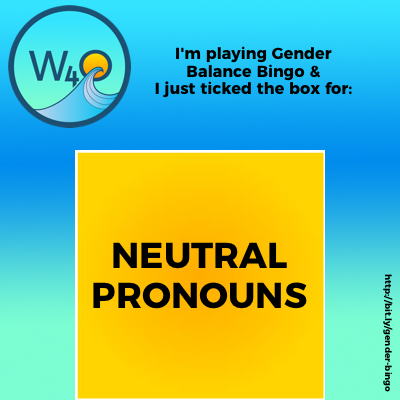 W4O
I'm playing Gender
Balance Bingo &
I just ticked the box for:
NEUTRAL
PRONOUNS
http://bit.ly/gender-bingo